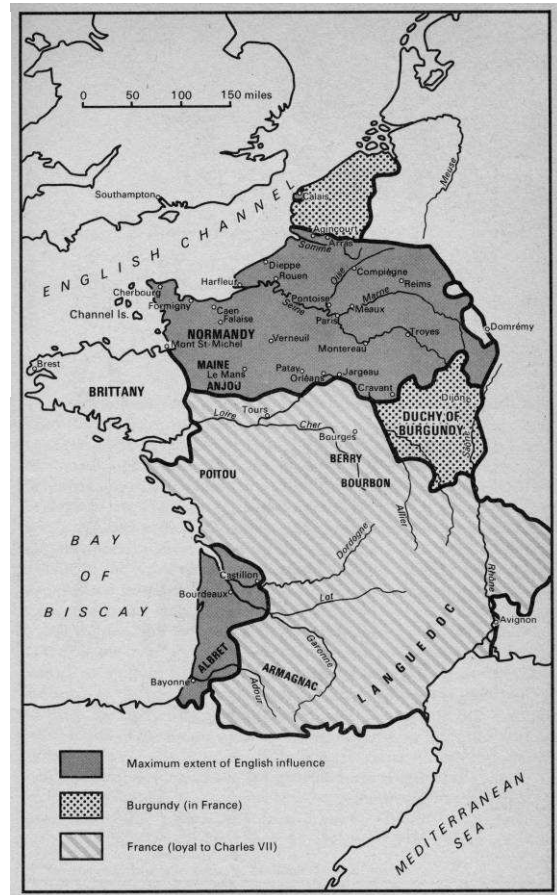 0 50 100 150 miles
Southampton
ENGLISH CHANNEL
Meuse
Calais
Agincourt
Somme
Arras
Dieppe
Rouen
Oise
Compiègne
Reims
Harfleur
Cherbourg
Formigny
Channel Is.
Caen
Falaise
Seine
Pontoise
Marne
Meaux
Paris
NORMANDY
Mont St-Michel
Verneuil
Montereau
Troyes
Domrémy
Brest
BRITTANY
MAINE
Le Mans
ANJOU
Patay
Orléans
Jargeau
Cravant
Dijon
DUCHY OF
BURGUNDY
Saône
Tours
Loire
Cher
Bourges
BERRY
BOURBON
POITOU
Allier
BAY
OF
BISCAY
Dordogne
Castillon
Bourdeaux
Lot
Rhône
Avignon
ALBRET
Garonne
ARMAGNAC
LANGUEDOC
Bayonne
Adour
Maximum extent of English influence
Burgundy (in France)
France (loyal to Charles VII)
MEDITERRANEAN
SEA